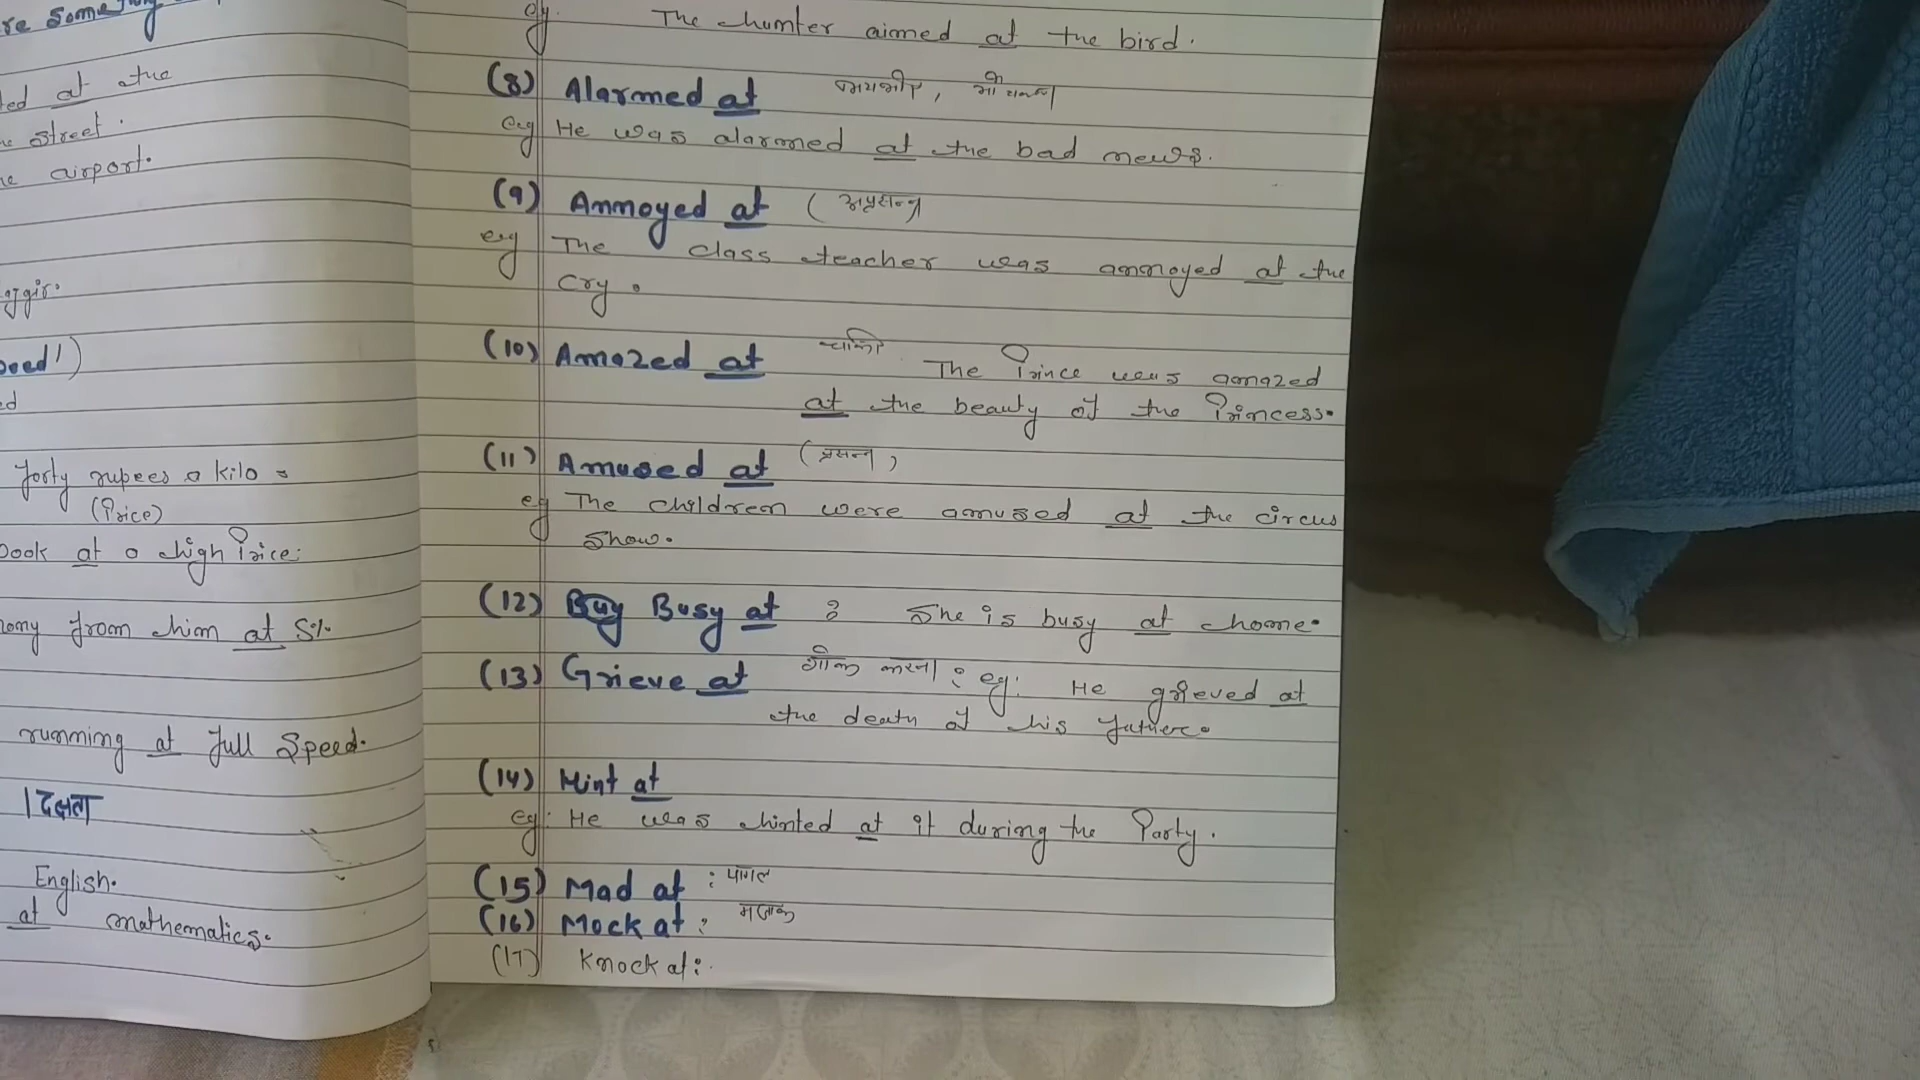 re Something
ed at the
street.
airport.
forty rupees a kilo =
(Price)
book at a high Price:
from him at 5%.
running at full Speed.
English.
at mathematics.
eg. The hunter aimed at the bird.
(8) Alarmed at
eg He was alarmed at the bad news.
(9) Annoyed at (अप्रसन्न)
eg The class teacher was annoyed at the
cry.
(10) Amazed at The Prince was amazed
at the beauty of the Princess.
(11) Amused at (प्रसन्न)
eg The children were amused at the circus
Show.
(12) Busy at : She is busy at home.
(13) Grieve at शोक करना : eg: He grieved at
the death of his father.
(14) Hint at
eg: He was hinted at it during the Party.
(15) Mad at : पागल
(16) Mock at : मजाक
(17) Knock at :